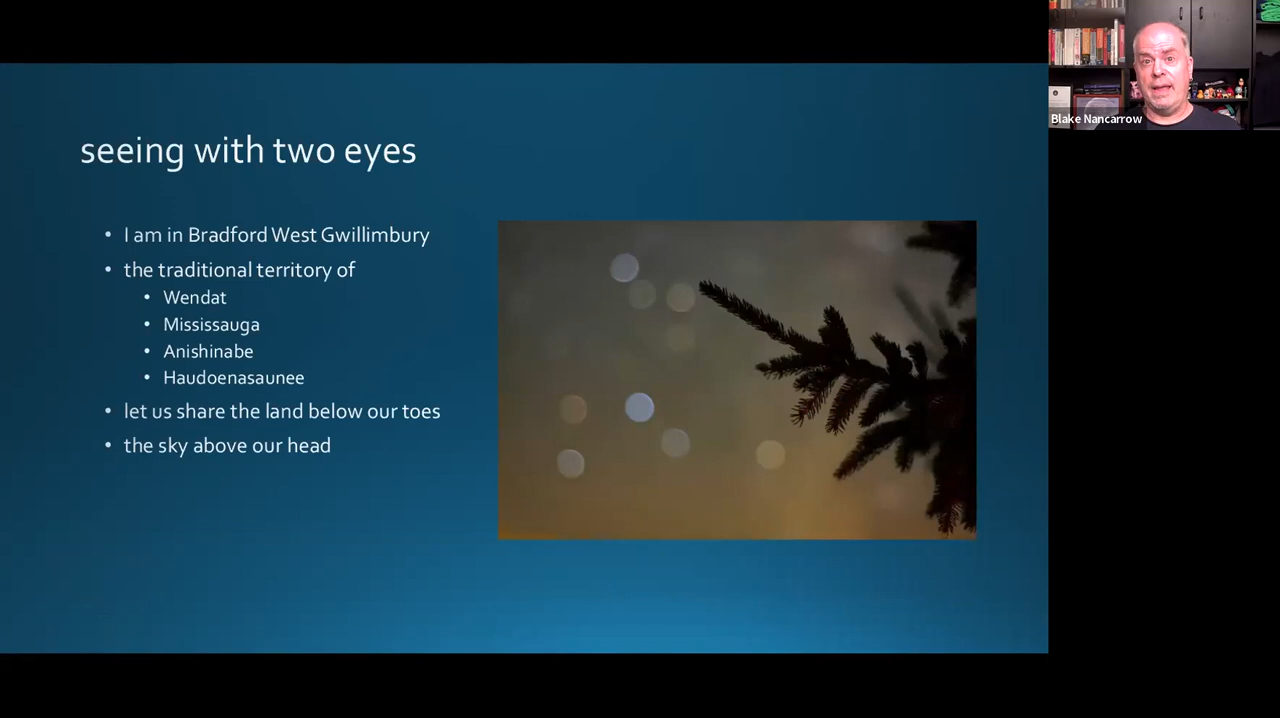 Blake Nancarrow
seeing with two eyes
• I am in Bradford West Gwillimbury
• the traditional territory of
• Wendat
• Mississauga
• Anishinabe
• Haudoenasaunee
• let us share the land below our toes
• the sky above our head